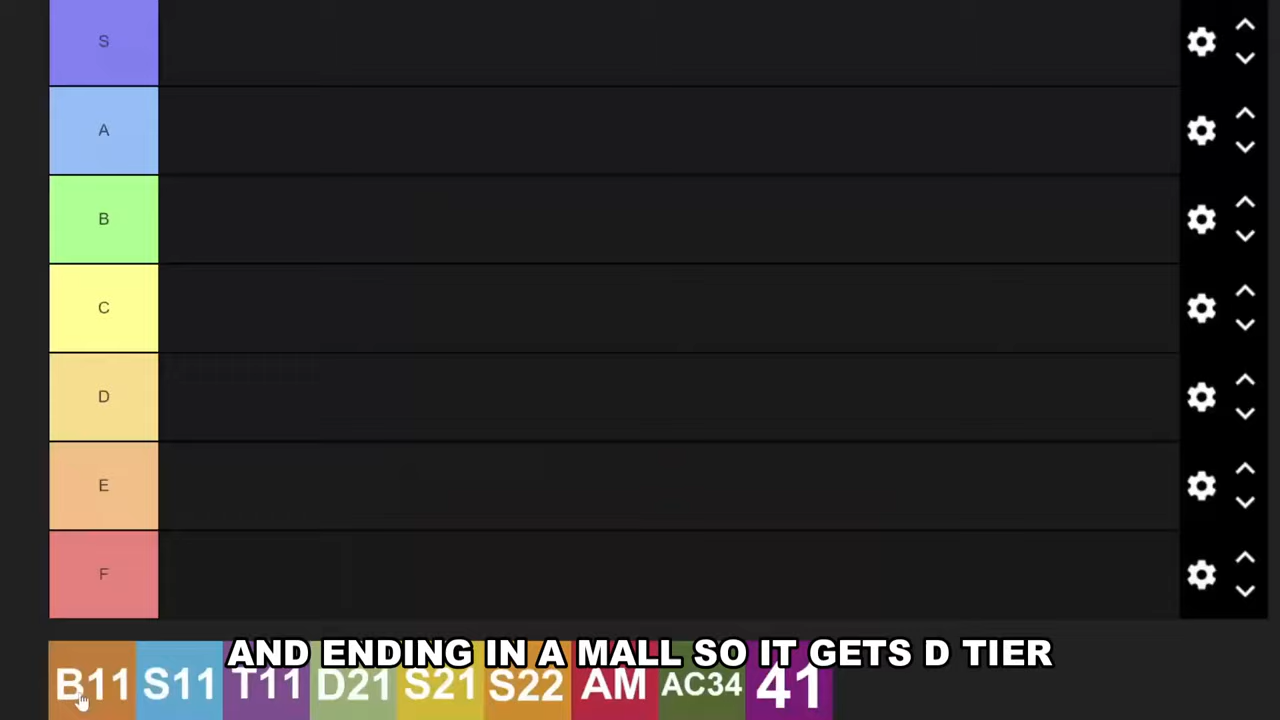 S
A
B
C
D
E
F
AND ENDING IN A MALL SO IT GETS D TIER
B11 S11 T11 D21 S21 S22 AM AC34 41